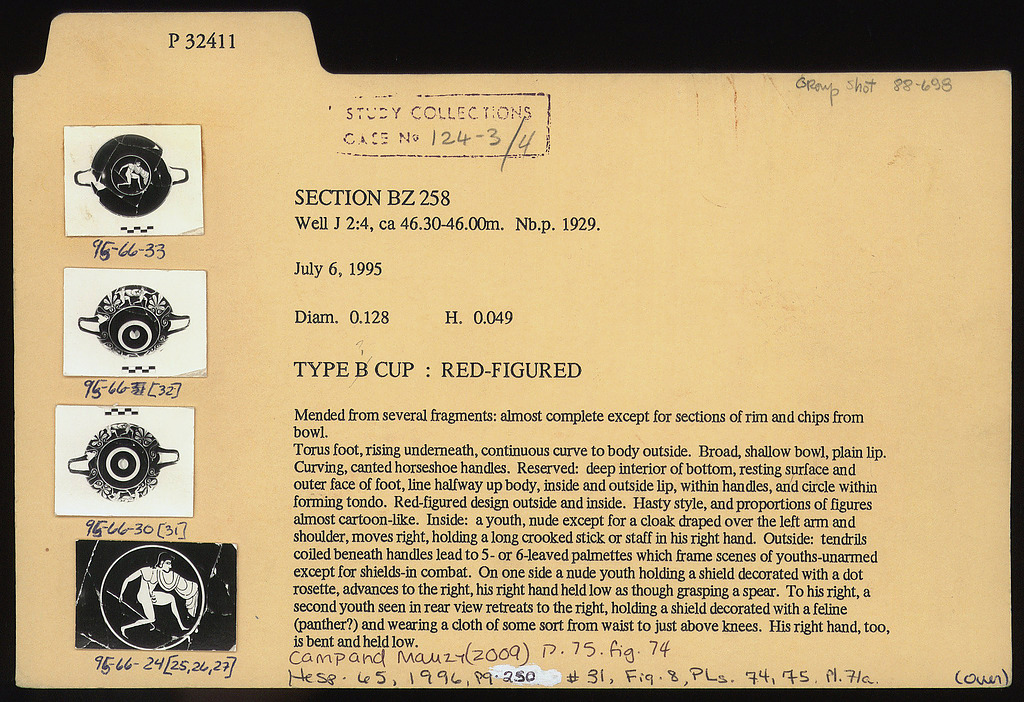 P 32411
GRoup Shot 88-698
STUDY COLLECTIONS
CASE No 124-3/4
SECTION BZ 258
Well J 2:4, ca 46.30-46.00m. Nb.p. 1929.
July 6, 1995
Diam. 0.128 H. 0.049
?
TYPE B CUP : RED-FIGURED
Mended from several fragments: almost complete except for sections of rim and chips from
bowl.
Torus foot, rising underneath, continuous curve to body outside. Broad, shallow bowl, plain lip.
Curving, canted horseshoe handles. Reserved: deep interior of bottom, resting surface and
outer face of foot, line halfway up body, inside and outside lip, within handles, and circle within
forming tondo. Red-figured design outside and inside. Hasty style, and proportions of figures
almost cartoon-like. Inside: a youth, nude except for a cloak draped over the left arm and
shoulder, moves right, holding a long crooked stick or staff in his right hand. Outside: tendrils
coiled beneath handles lead to 5- or 6-leaved palmettes which frame scenes of youths-unarmed
except for shields-in combat. On one side a nude youth holding a shield decorated with a dot
rosette, advances to the right, his right hand held low as though grasping a spear. To his right, a
second youth seen in rear view retreats to the right, holding a shield decorated with a feline
(panther?) and wearing a cloth of some sort from waist to just above knees. His right hand, too,
is bent and held low.
Camp and Mauzy (2009) p. 75. fig. 74
Hesp. 65, 1996, pg. 250 #31, Fig. 8, PLs. 74, 75. Pl. 71a.
(over)
95-66-33
95-66- [32]
95-66-30 [31]
95-66-24 [25,26,27]